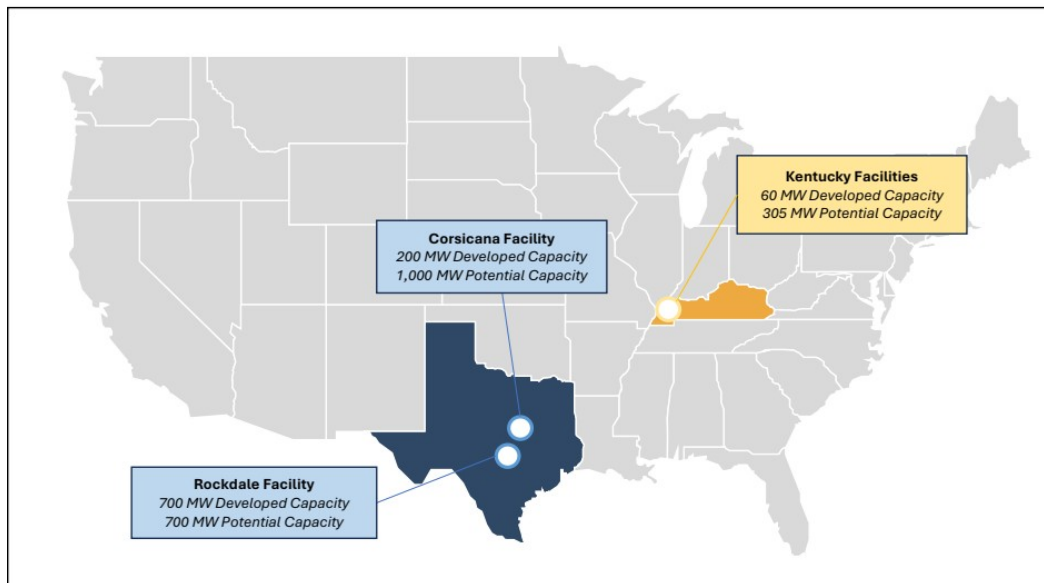 Kentucky Facilities
60 MW Developed Capacity
305 MW Potential Capacity
Corsicana Facility
200 MW Developed Capacity
1,000 MW Potential Capacity
Rockdale Facility
700 MW Developed Capacity
700 MW Potential Capacity